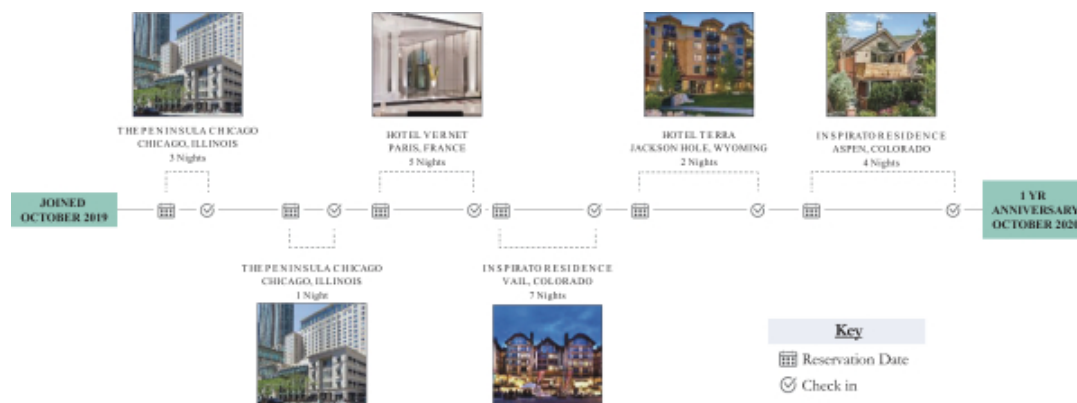 THE PENINSULA CHICAGO
CHICAGO, ILLINOIS
3 Nights
HOTEL VERNET
PARIS, FRANCE
5 Nights
HOTEL TERRA
JACKSON HOLE, WYOMING
2 Nights
INSPIRATO RESIDENCE
ASPEN, COLORADO
4 Nights
JOINED
OCTOBER 2019
1 YR
ANNIVERSARY
OCTOBER 2020
THE PENINSULA CHICAGO
CHICAGO, ILLINOIS
1 Night
INSPIRATO RESIDENCE
VAIL, COLORADO
7 Nights
Key
Reservation Date
Check in